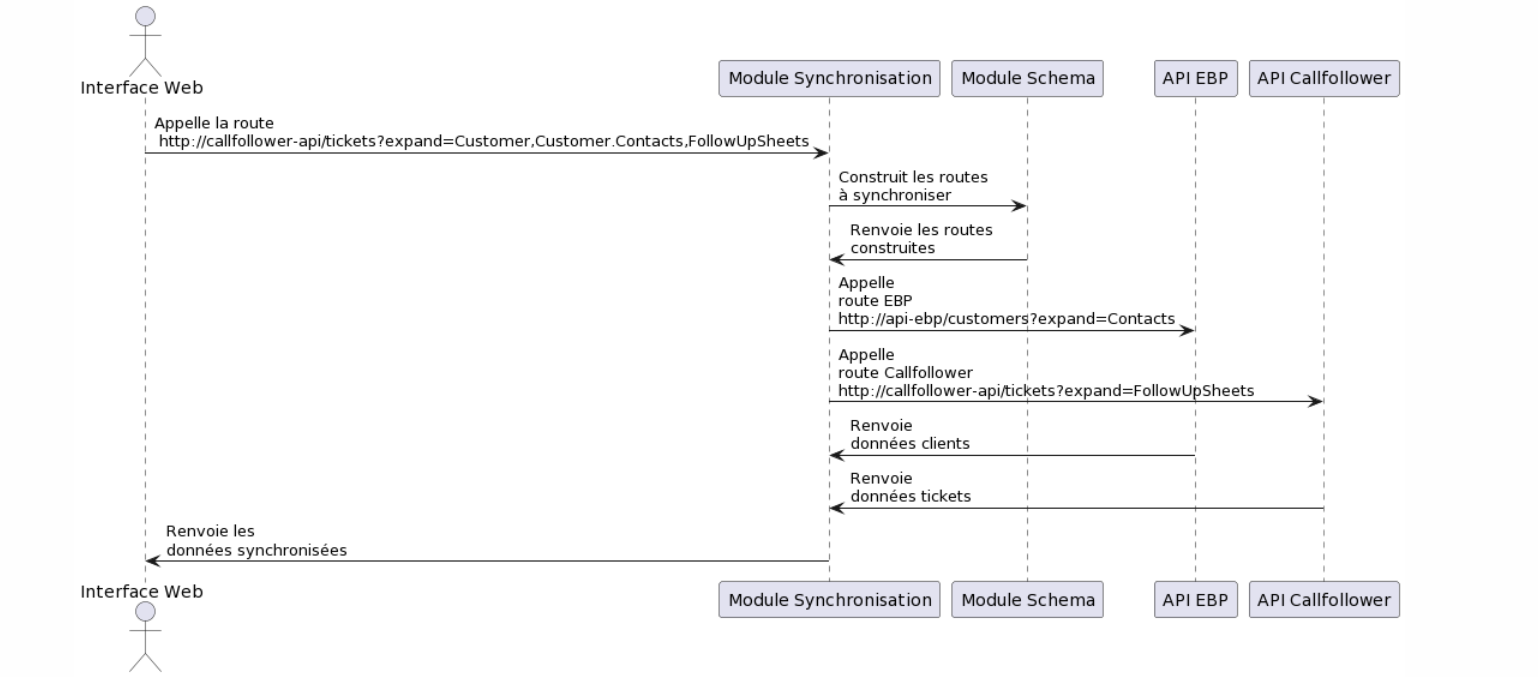 Interface Web
Module Synchronisation
Module Schema
API EBP
API Callfollower
Appelle la route
http://callfollower-api/tickets?expand=Customer,Customer.Contacts,FollowUpSheets
Construit les routes
à synchroniser
Renvoie les routes
construites
Appelle
route EBP
http://api-ebp/customers?expand=Contacts
Appelle
route Callfollower
http://callfollower-api/tickets?expand=FollowUpSheets
Renvoie
données clients
Renvoie
données tickets
Renvoie les
données synchronisées
Interface Web
Module Synchronisation
Module Schema
API EBP
API Callfollower